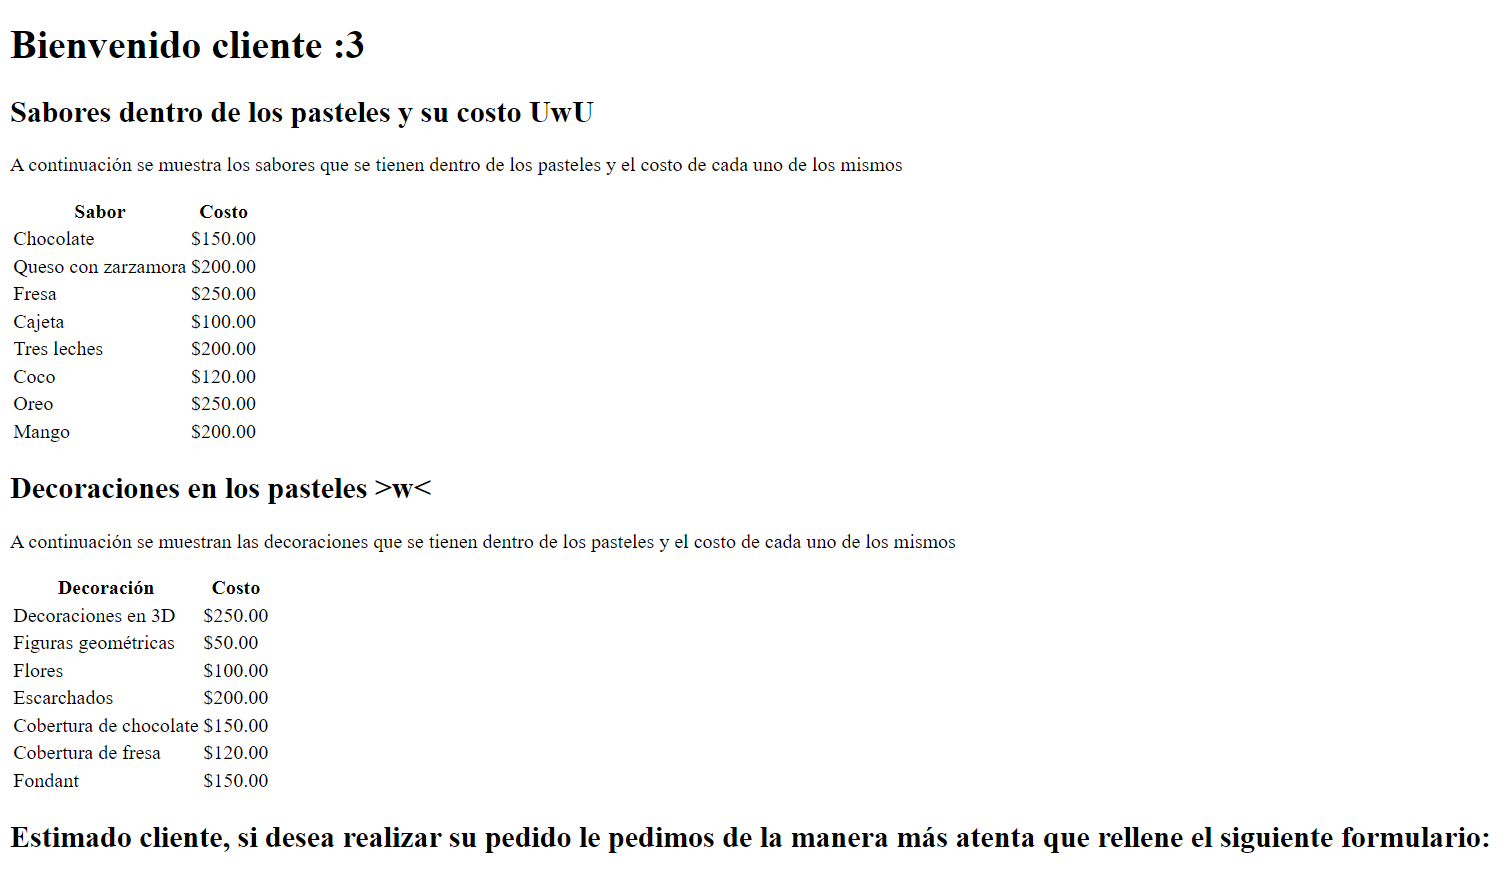 Bienvenido cliente :3
Sabores dentro de los pasteles y su costo UwU
A continuación se muestra los sabores que se tienen dentro de los pasteles y el costo de cada uno de los mismos
Sabor Costo
Chocolate $150.00
Queso con zarzamora $200.00
Fresa $250.00
Cajeta $100.00
Tres leches $200.00
Coco $120.00
Oreo $250.00
Mango $200.00
Decoraciones en los pasteles >w<
A continuación se muestran las decoraciones que se tienen dentro de los pasteles y el costo de cada uno de los mismos
Decoración Costo
Decoraciones en 3D $250.00
Figuras geométricas $50.00
Flores $100.00
Escarchados $200.00
Cobertura de chocolate $150.00
Cobertura de fresa $120.00
Fondant $150.00
Estimado cliente, si desea realizar su pedido le pedimos de la manera más atenta que rellene el siguiente formulario: